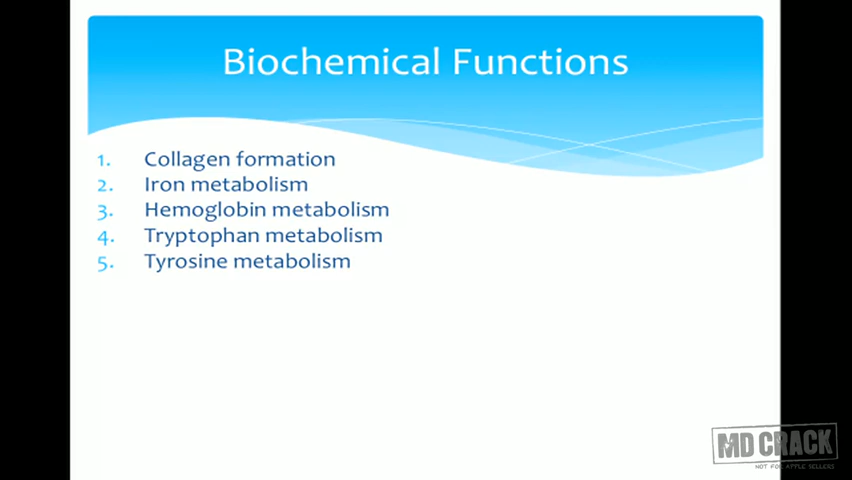 Biochemical Functions
1. Collagen formation
2. Iron metabolism
3. Hemoglobin metabolism
4. Tryptophan metabolism
5. Tyrosine metabolism
MD CRACK
NOT FOR APPLE SELLERS